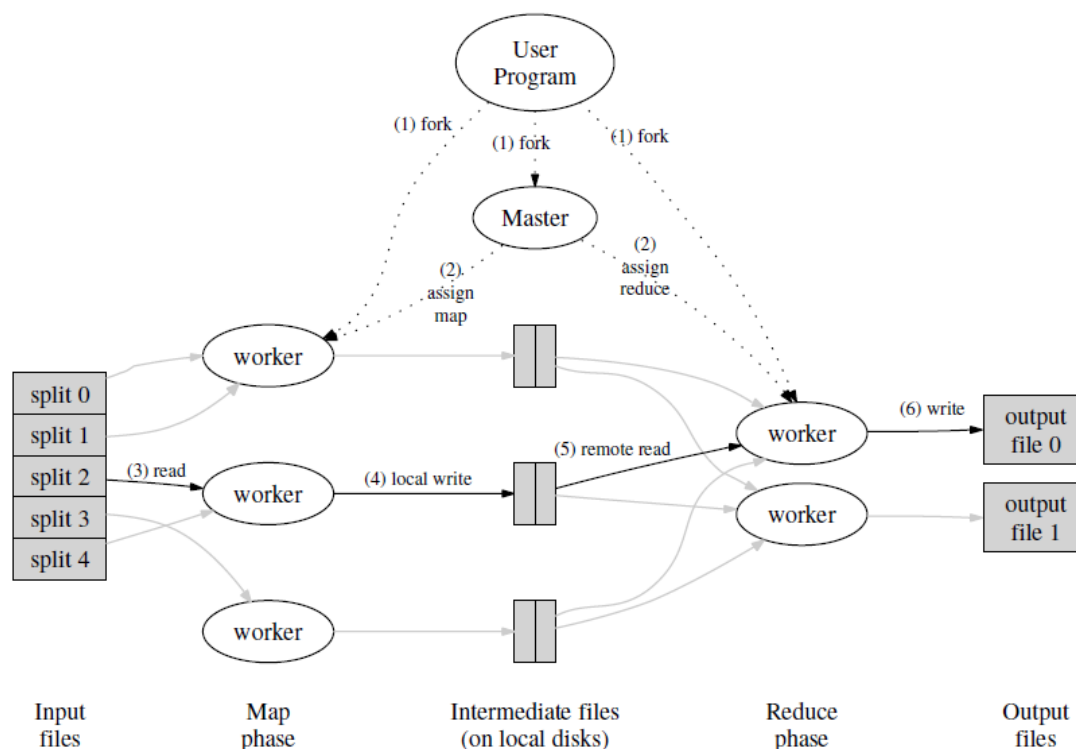 User
Program
(1) fork
(1) fork
(1) fork
Master
(2)
assign
map
(2)
assign
reduce
worker
split 0
split 1
split 2
split 3
split 4
(3) read
worker
(4) local write
worker
(5) remote read
worker
worker
(6) write
output
file 0
output
file 1
Input
files
Map
phase
Intermediate files
(on local disks)
Reduce
phase
Output
files